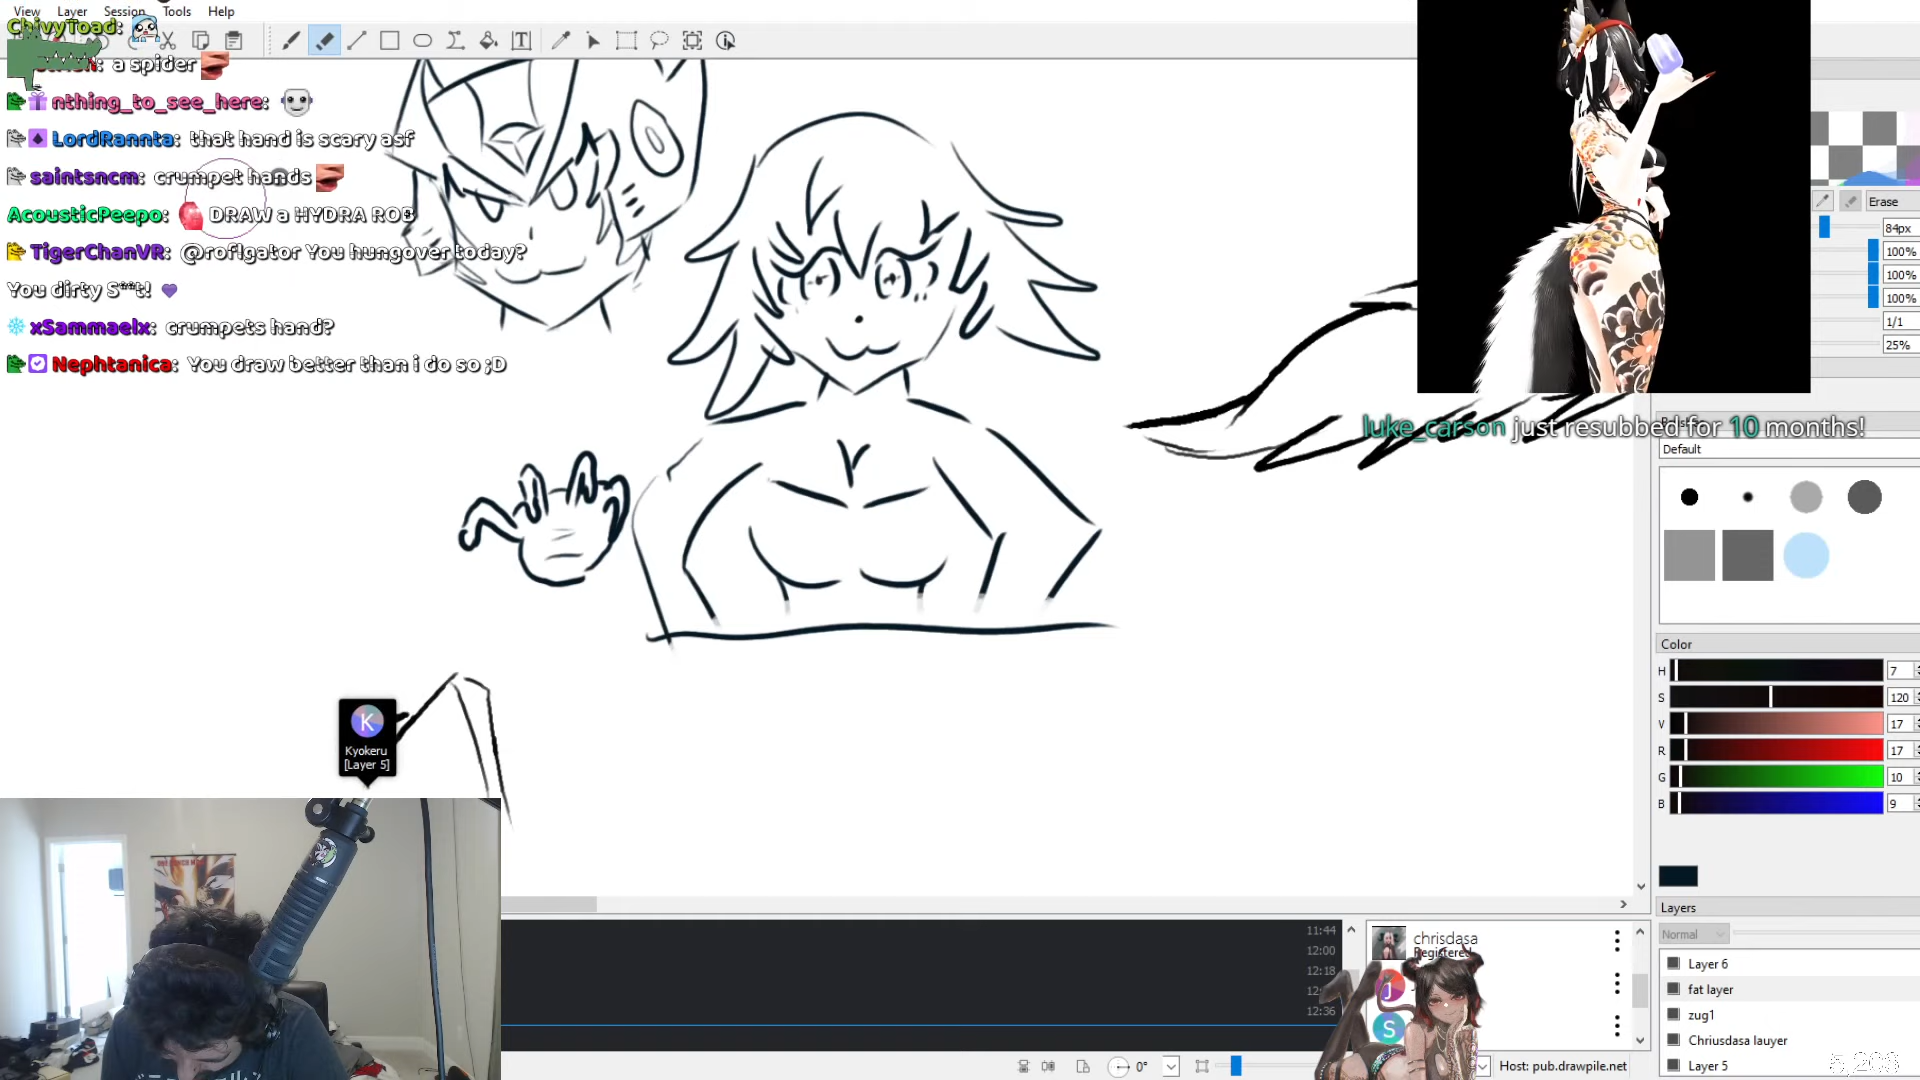 View Layer Session Tools Help
ChivyToad:
a spider
nthing_to_see_here:
LordRannta: that hand is scary asf
saintsncm: crumpet hands
AcousticPeepo: DRAW a HYDRA ROB
TigerChanVR: @roflgator You hungover today?
You dirty S**t!
xSammaelx: crumpets hand?
Nephtanica: You draw better than i do so ;D
Erase
84px
100%
100%
100%
1/1
25%
luke_carson just resubbed for 10 months!
Default
Color
H 7
S 120
V 17
R 17
G 10
B 9
K
Kyokeru
[Layer 5]
Layers
Normal
Layer 6
fat layer
zug1
Chriusdasa lauyer
Layer 5
11:44
12:00
12:18
12:36
chrisdasa
Registered
J
S
0°
Host: pub.drawpile.net
5,208